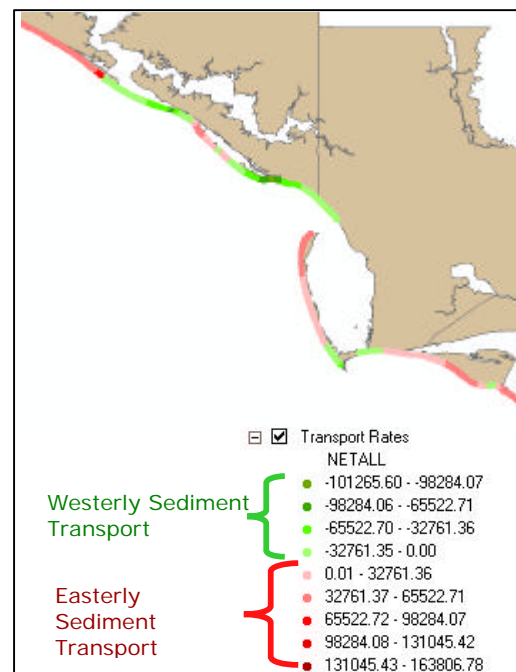 Transport Rates
NETALL
-101265.60 - -98284.07
-98284.06 - -65522.71
-65522.70 - -32761.36
-32761.35 - 0.00
0.01 - 32761.36
32761.37 - 65522.71
65522.72 - 98284.07
98284.08 - 131045.42
131045.43 - 163806.78
Westerly Sediment
Transport
Easterly
Sediment
Transport